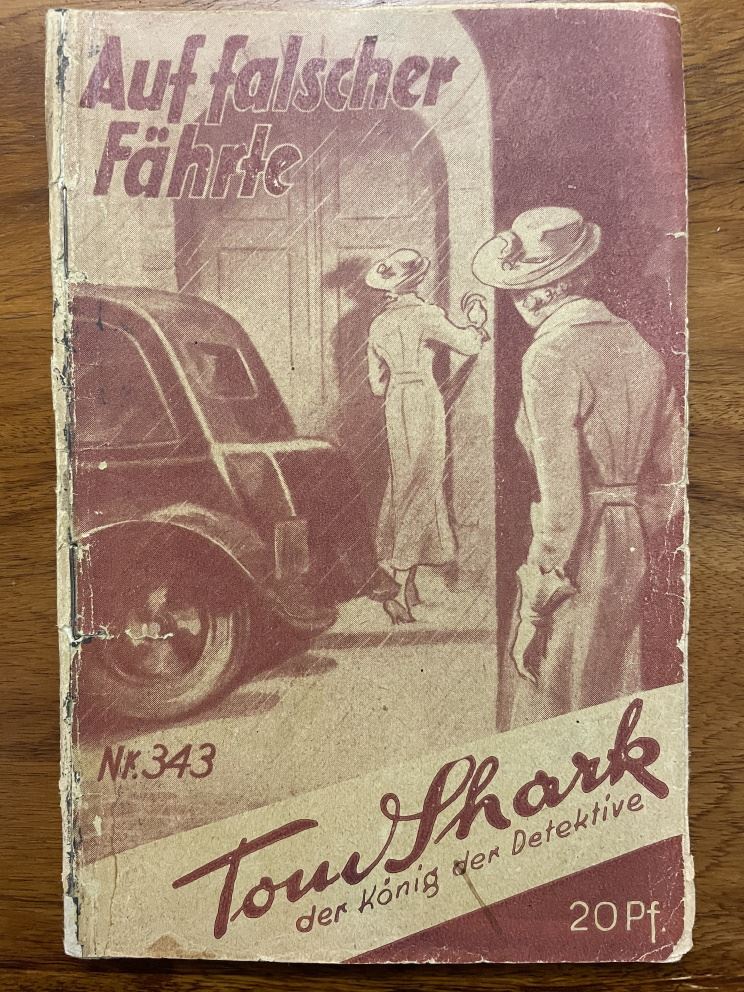 Auf falscher
Fährte
Nr. 343
Tom Shark
der König der Detektive
20 Pf.